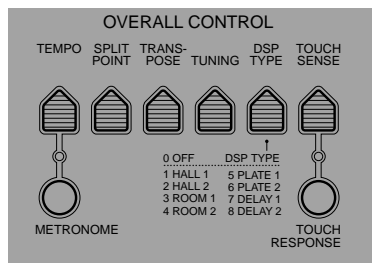 OVERALL CONTROL
TEMPO SPLIT POINT TRANS-POSE TUNING DSP TYPE TOUCH SENSE
0 OFF DSP TYPE
1 HALL 1 5 PLATE 1
2 HALL 2 6 PLATE 2
3 ROOM 1 7 DELAY 1
4 ROOM 2 8 DELAY 2
METRONOME
TOUCH
RESPONSE